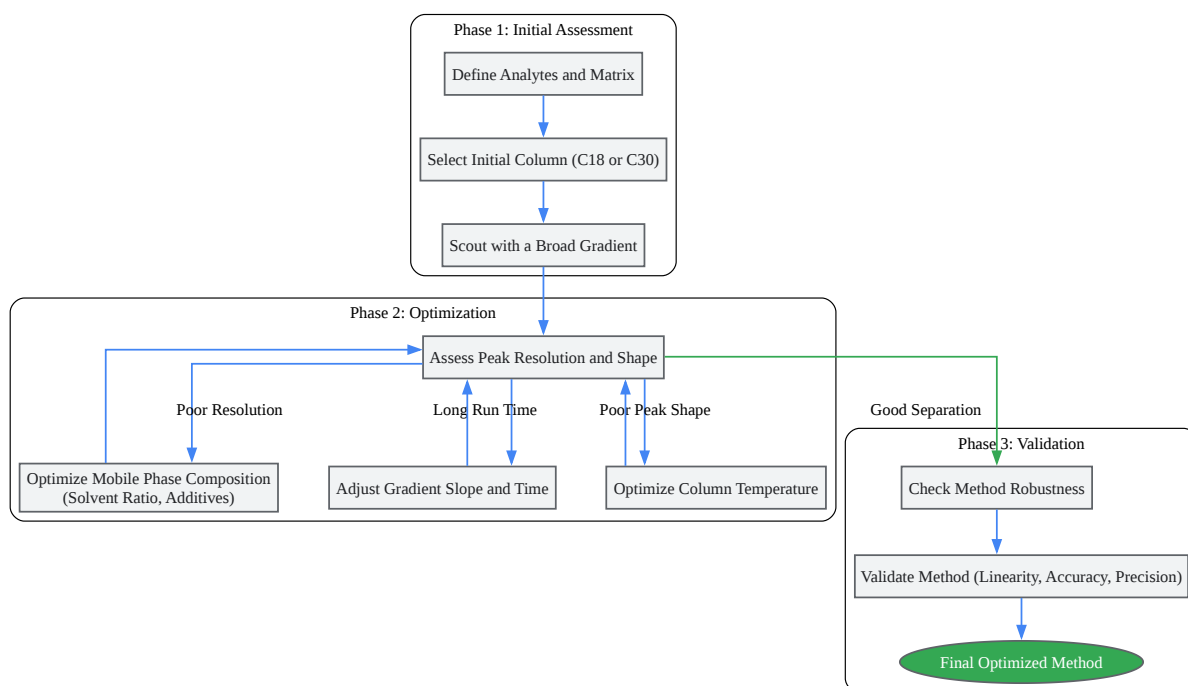 Phase 1: Initial Assessment
Define Analytes and Matrix
Select Initial Column (C18 or C30)
Scout with a Broad Gradient
Phase 2: Optimization
Assess Peak Resolution and Shape
Poor Resolution
Long Run Time
Poor Peak Shape
Good Separation
Optimize Mobile Phase Composition
(Solvent Ratio, Additives)
Adjust Gradient Slope and Time
Optimize Column Temperature
Phase 3: Validation
Check Method Robustness
Validate Method (Linearity, Accuracy, Precision)
Final Optimized Method